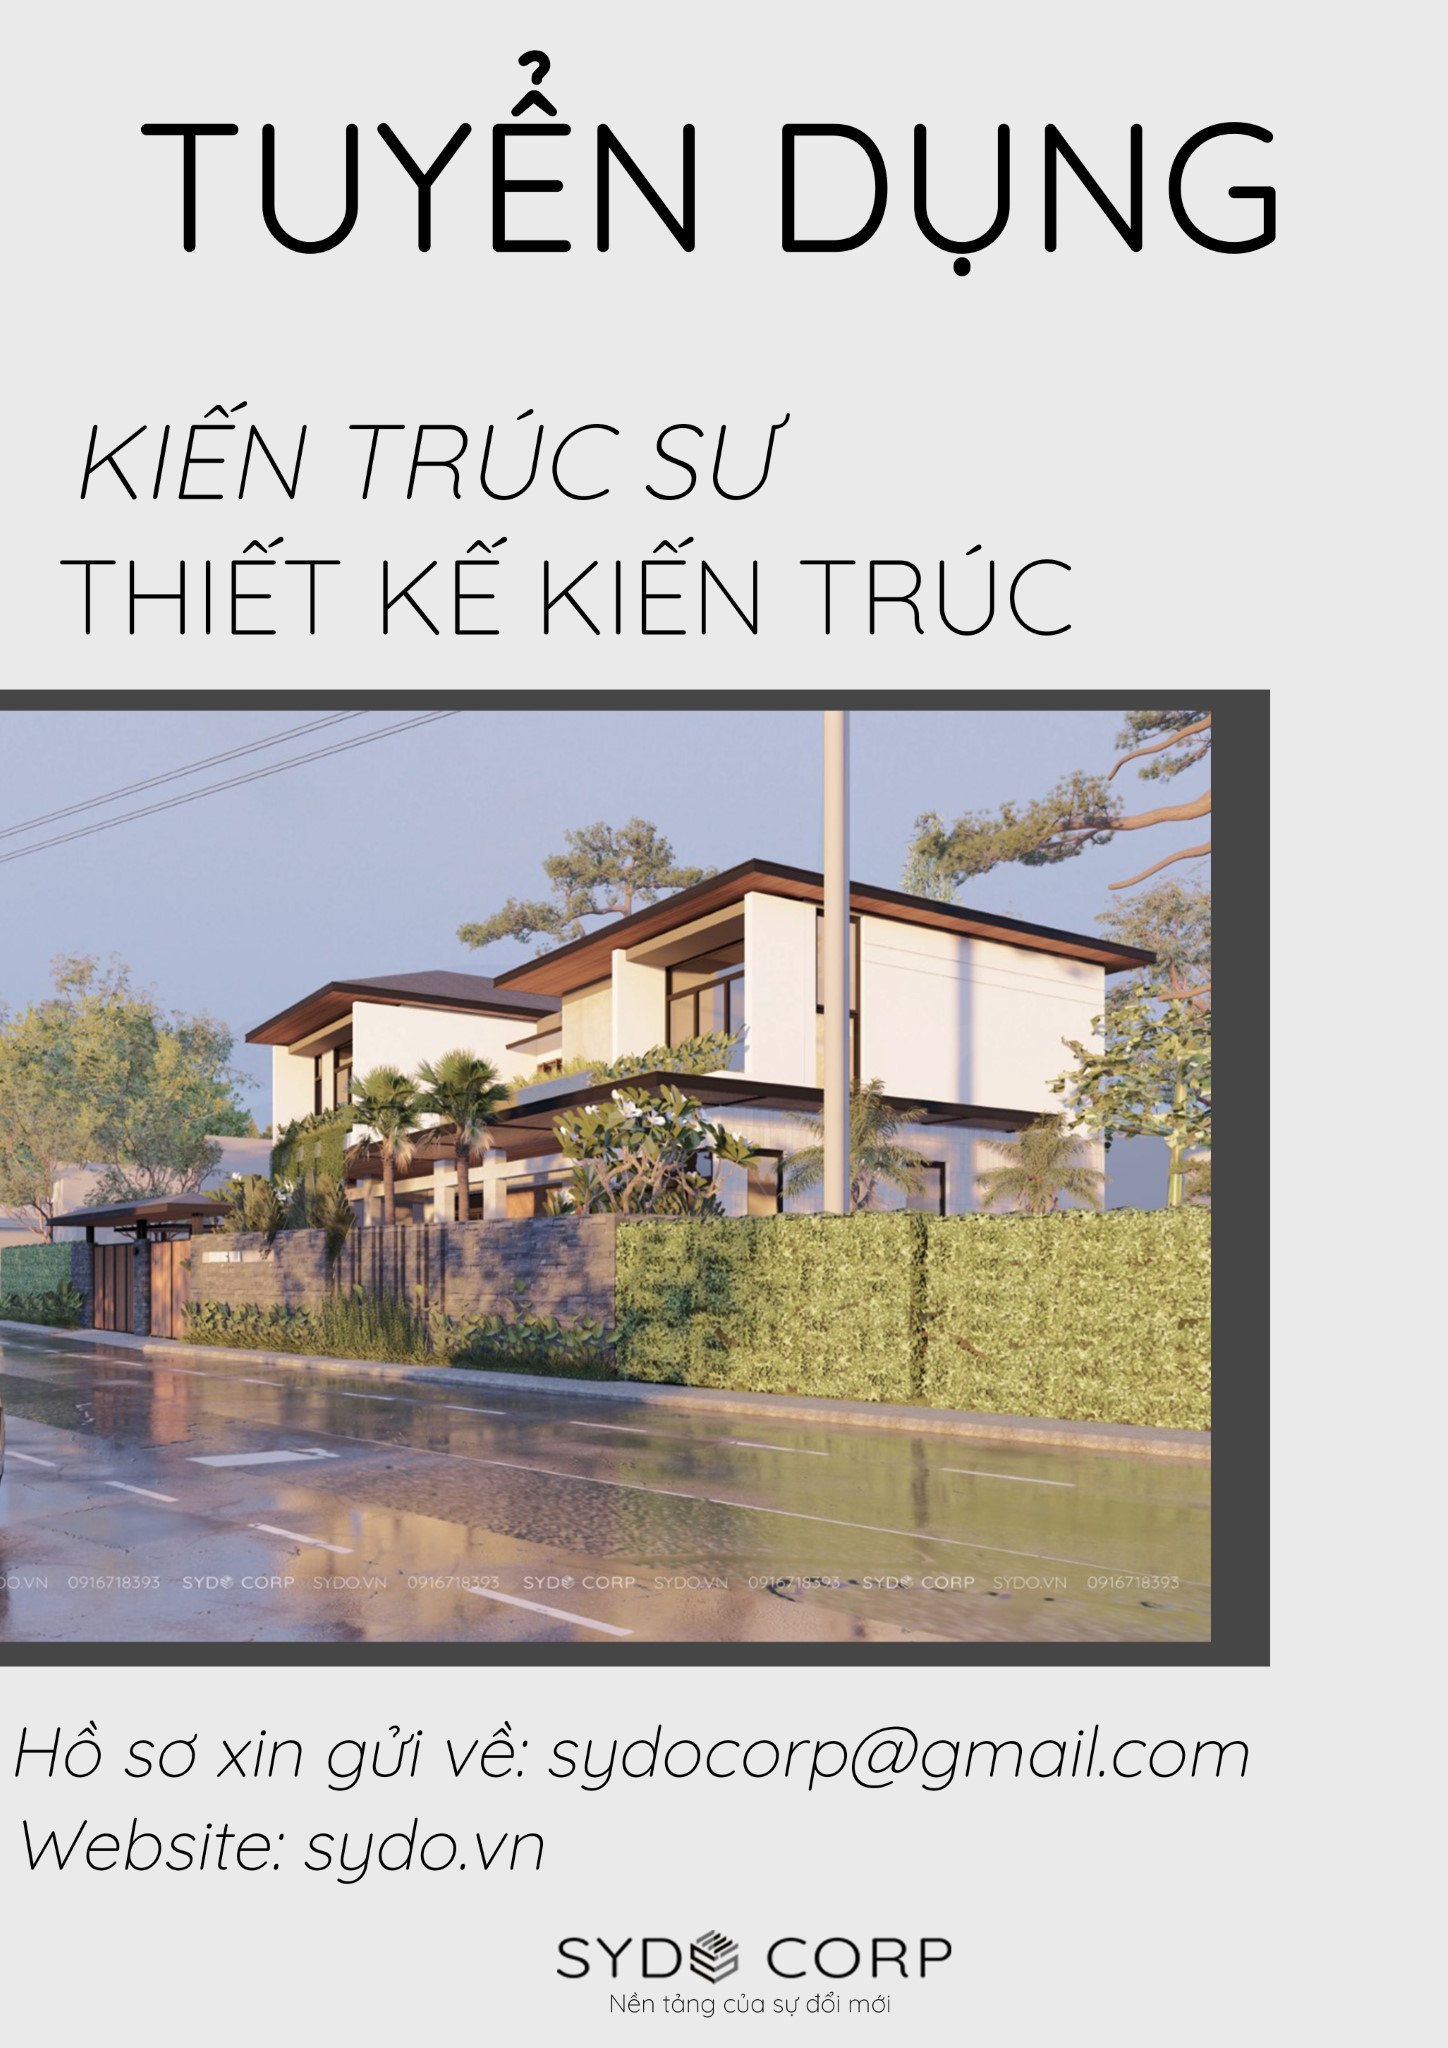 TUYỂN DỤNG
KIẾN TRÚC SƯ
THIẾT KẾ KIẾN TRÚC
DO.VN 0916718393 SYDO CORP SYDO.VN 0916718393 SYDO CORP SYDO.VN 0916718393 SYDO CORP SYDO.VN 0916718393
Hồ sơ xin gửi về: sydocorp@gmail.com
Website: sydo.vn
SYDO CORP
Nền tảng của sự đổi mới